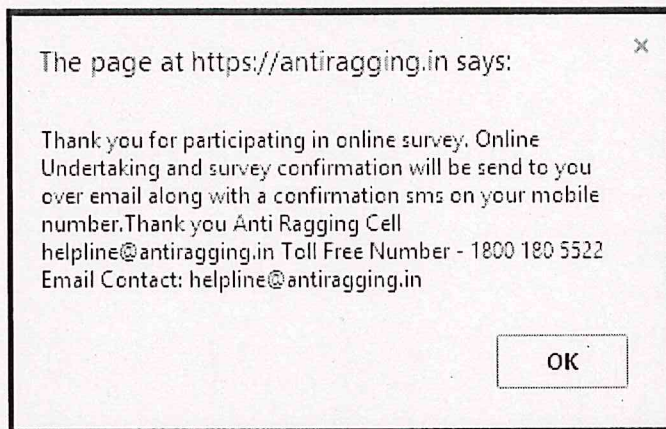 The page at https://antiragging.in says:
×
Thank you for participating in online survey. Online
Undertaking and survey confirmation will be send to you
over email along with a confirmation sms on your mobile
number.Thank you Anti Ragging Cell
helpline@antiragging.in Toll Free Number - 1800 180 5522
Email Contact: helpline@antiragging.in
OK